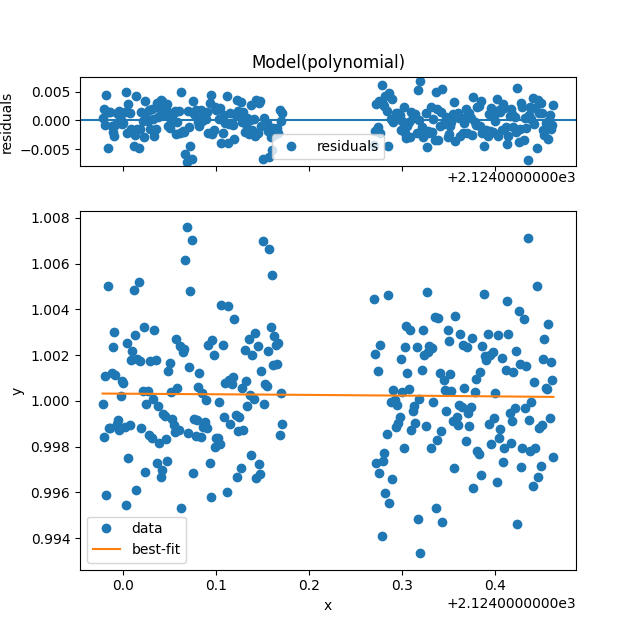 Model(polynomial)
residuals
0.005
0.000
−0.005
residuals
+2.1240000000e3
y
1.008
1.006
1.004
1.002
1.000
0.998
0.996
0.994
data
best-fit
0.0 0.1 0.2 0.3 0.4
x
+2.1240000000e3